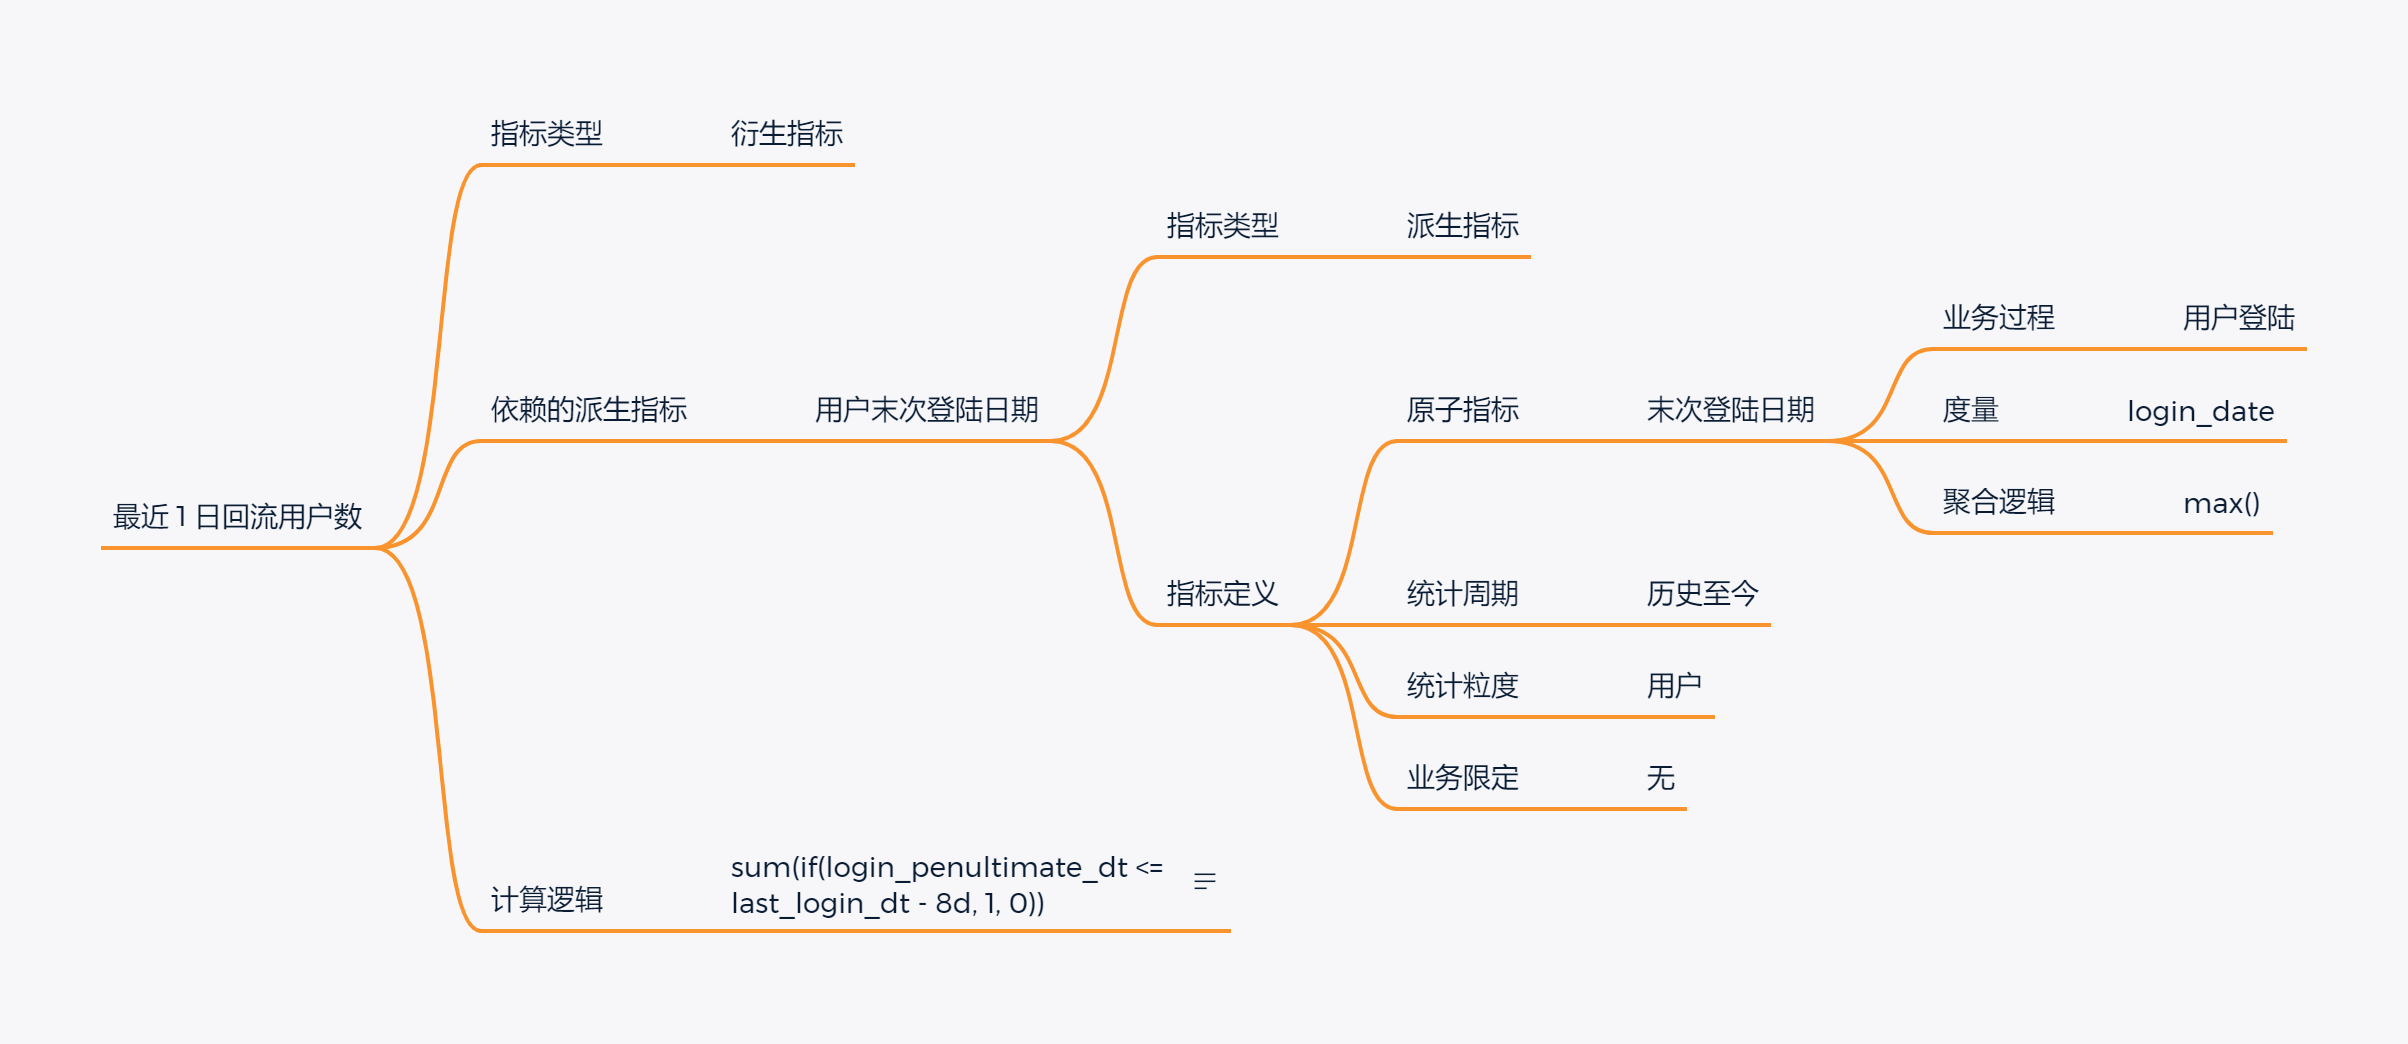 最近 1 日回流用户数
指标类型
衍生指标
依赖的派生指标
用户末次登陆日期
指标类型
派生指标
指标定义
原子指标
末次登陆日期
业务过程
用户登陆
度量
login_date
聚合逻辑
max()
统计周期
历史至今
统计粒度
用户
业务限定
无
计算逻辑
sum(if(login_penultimate_dt <=
last_login_dt - 8d, 1, 0))